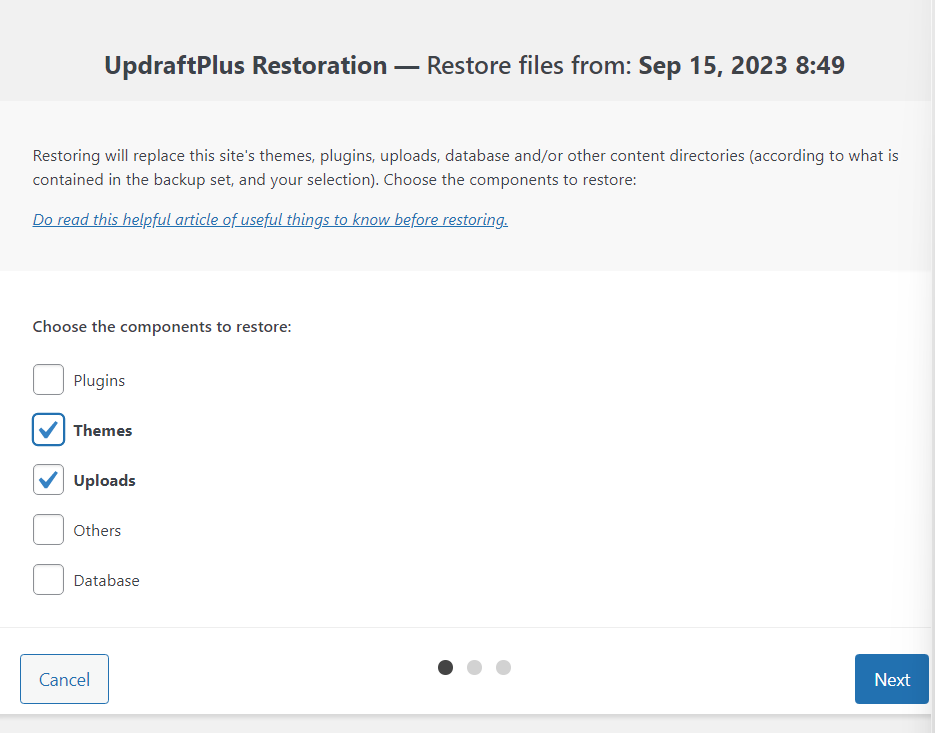 UpdraftPlus Restoration — Restore files from: Sep 15, 2023 8:49
Restoring will replace this site's themes, plugins, uploads, database and/or other content directories (according to what is
contained in the backup set, and your selection). Choose the components to restore:
Do read this helpful article of useful things to know before restoring.
Choose the components to restore:
Plugins
Themes
Uploads
Others
Database
Cancel
Next